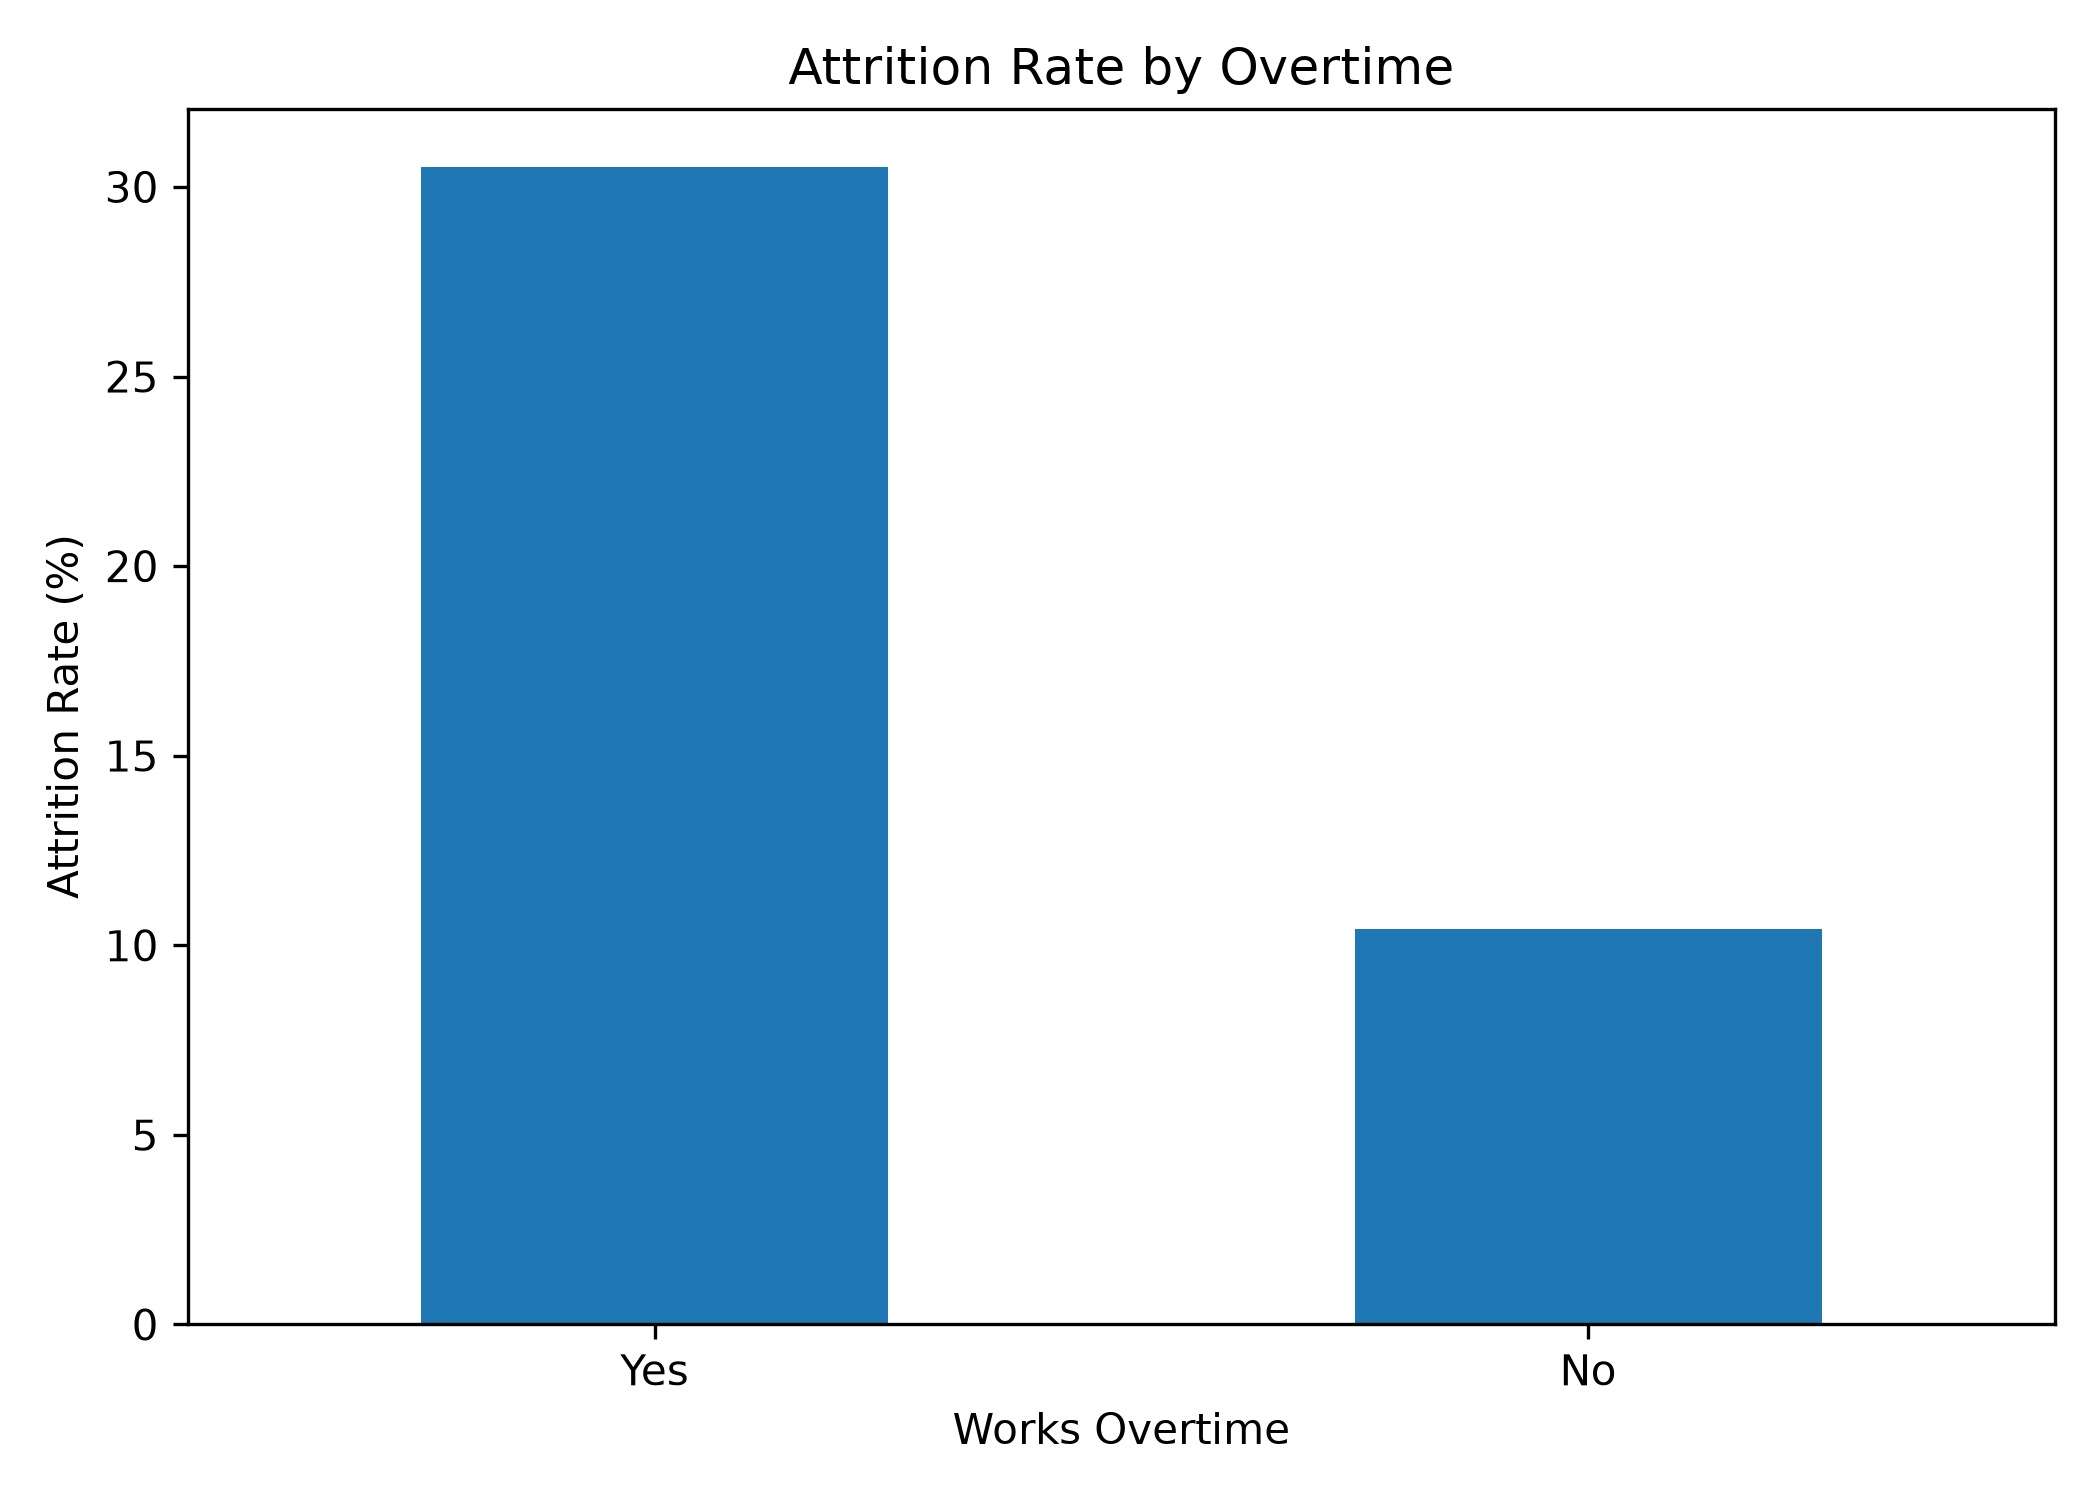 Attrition Rate by Overtime
Attrition Rate (%)
30
25
20
15
10
5
0
Yes
No
Works Overtime